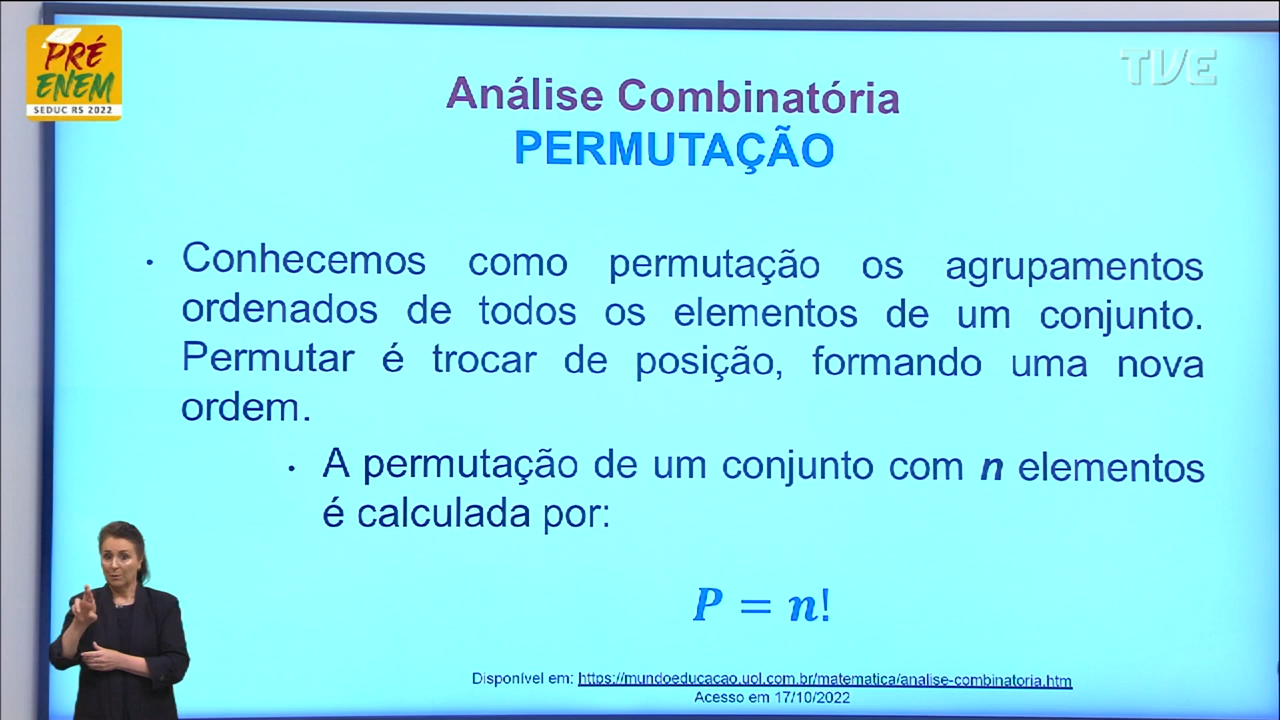 PRÉ
ENEM
SEDUC RS 2022
TVE
Análise Combinatória
PERMUTAÇÃO
• Conhecemos como permutação os agrupamentos
ordenados de todos os elementos de um conjunto.
Permutar é trocar de posição, formando uma nova
ordem.
• A permutação de um conjunto com n elementos
é calculada por:
P = n!
Disponível em: https://mundoeducacao.uol.com.br/matematica/analise-combinatoria.htm
Acesso em 17/10/2022